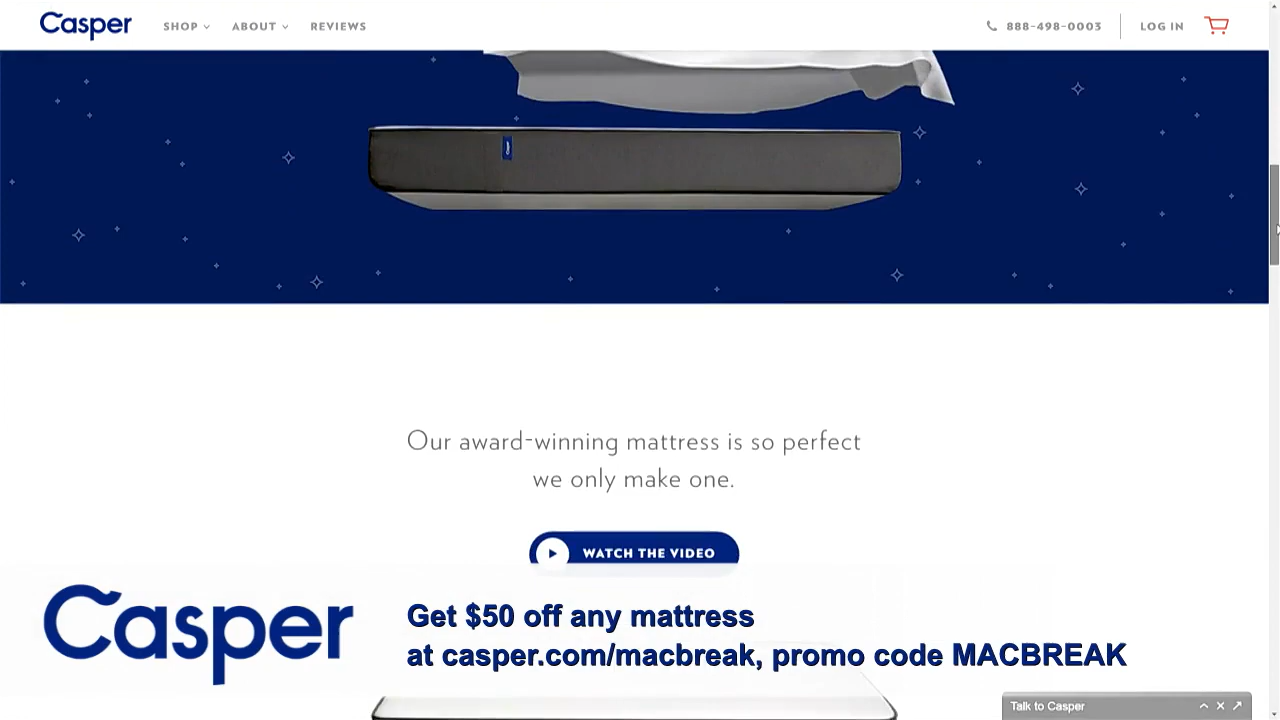 Casper SHOP ABOUT REVIEWS 888-498-0003 LOG IN
Our award-winning mattress is so perfect
we only make one.
WATCH THE VIDEO
Casper
Get $50 off any mattress
at casper.com/macbreak, promo code MACBREAK
Talk to Casper